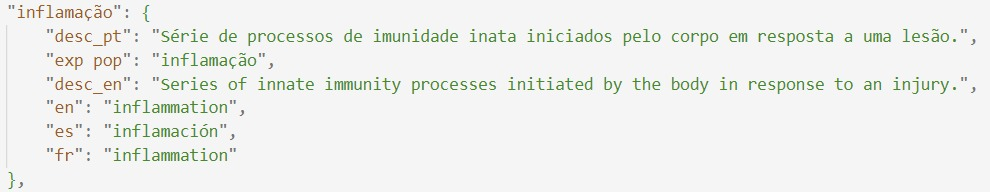 "inflamação": {
"desc_pt": "Série de processos de imunidade inata iniciados pelo corpo em resposta a uma lesão.",
"exp pop": "inflamação",
"desc_en": "Series of innate immunity processes initiated by the body in response to an injury.",
"en": "inflammation",
"es": "inflamación",
"fr": "inflammation"
},